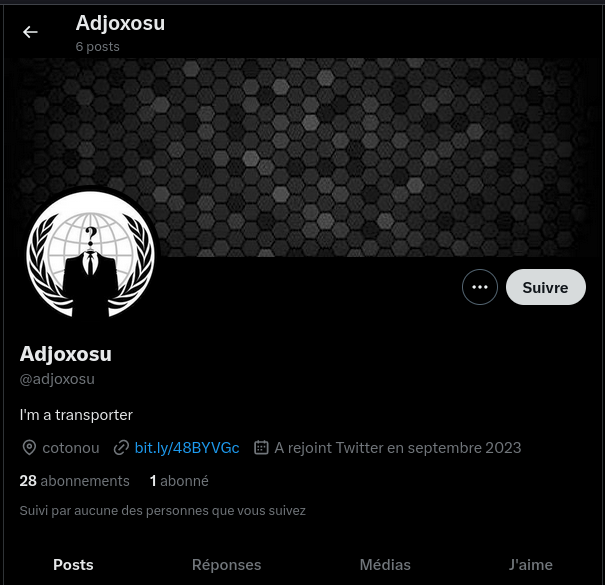 Adjoxosu
6 posts
?
Suivre
Adjoxosu
@adjoxosu
I'm a transporter
cotonou bit.ly/48BYVGc A rejoint Twitter en septembre 2023
28 abonnements 1 abonné
Suivi par aucune des personnes que vous suivez
Posts Réponses Médias J'aime